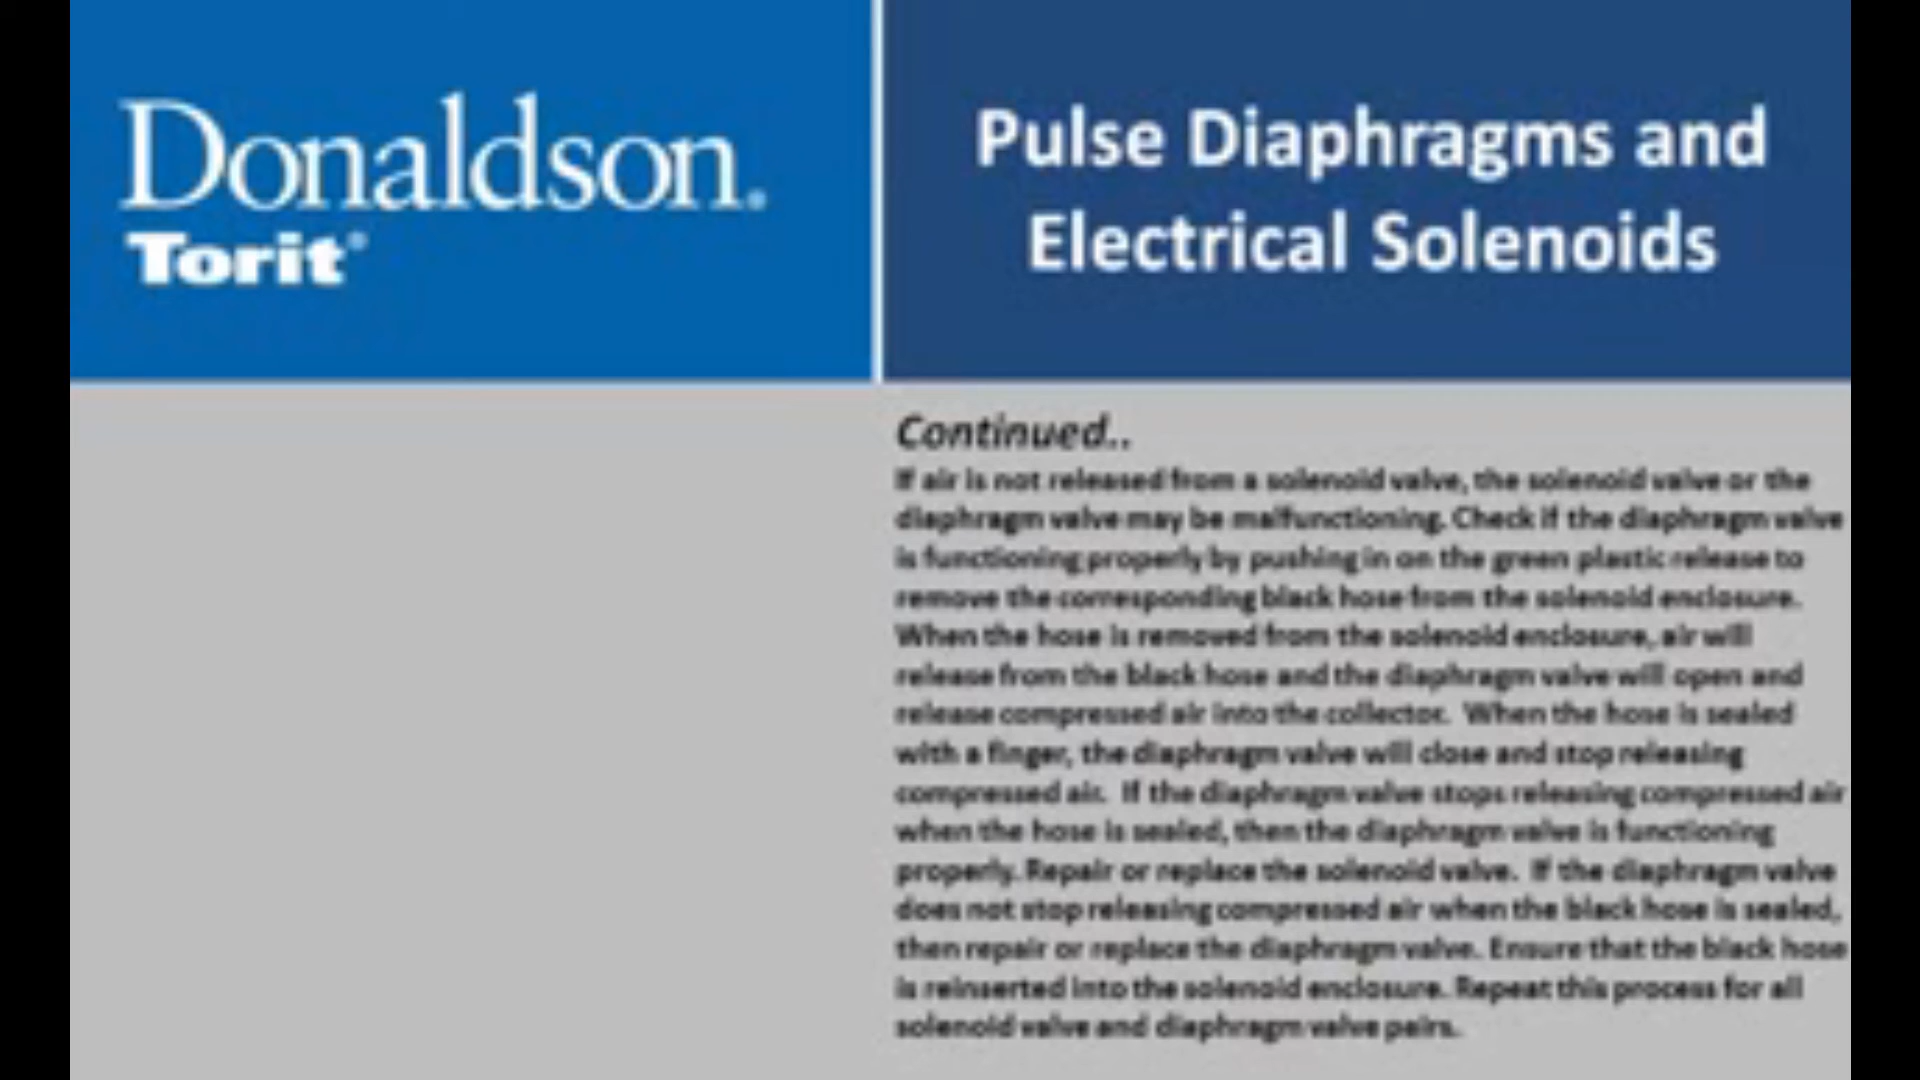 Donaldson.
Torit®
Pulse Diaphragms and
Electrical Solenoids
Continued..
If air is not released from a solenoid valve, the solenoid valve or the
diaphragm valve may be malfunctioning. Check if the diaphragm valve
is functioning properly by pushing in on the green plastic release to
remove the corresponding black hose from the solenoid enclosure.
When the hose is removed from the solenoid enclosure, air will
release from the black hose and the diaphragm valve will open and
release compressed air into the collector. When the hose is sealed
with a finger, the diaphragm valve will close and stop releasing
compressed air. If the diaphragm valve stops releasing compressed air
when the hose is sealed, then the diaphragm valve is functioning
properly. Repair or replace the solenoid valve. If the diaphragm valve
does not stop releasing compressed air when the black hose is sealed,
then repair or replace the diaphragm valve. Ensure that the black hose
is reinserted into the solenoid enclosure. Repeat this process for all
solenoid valve and diaphragm valve pairs.